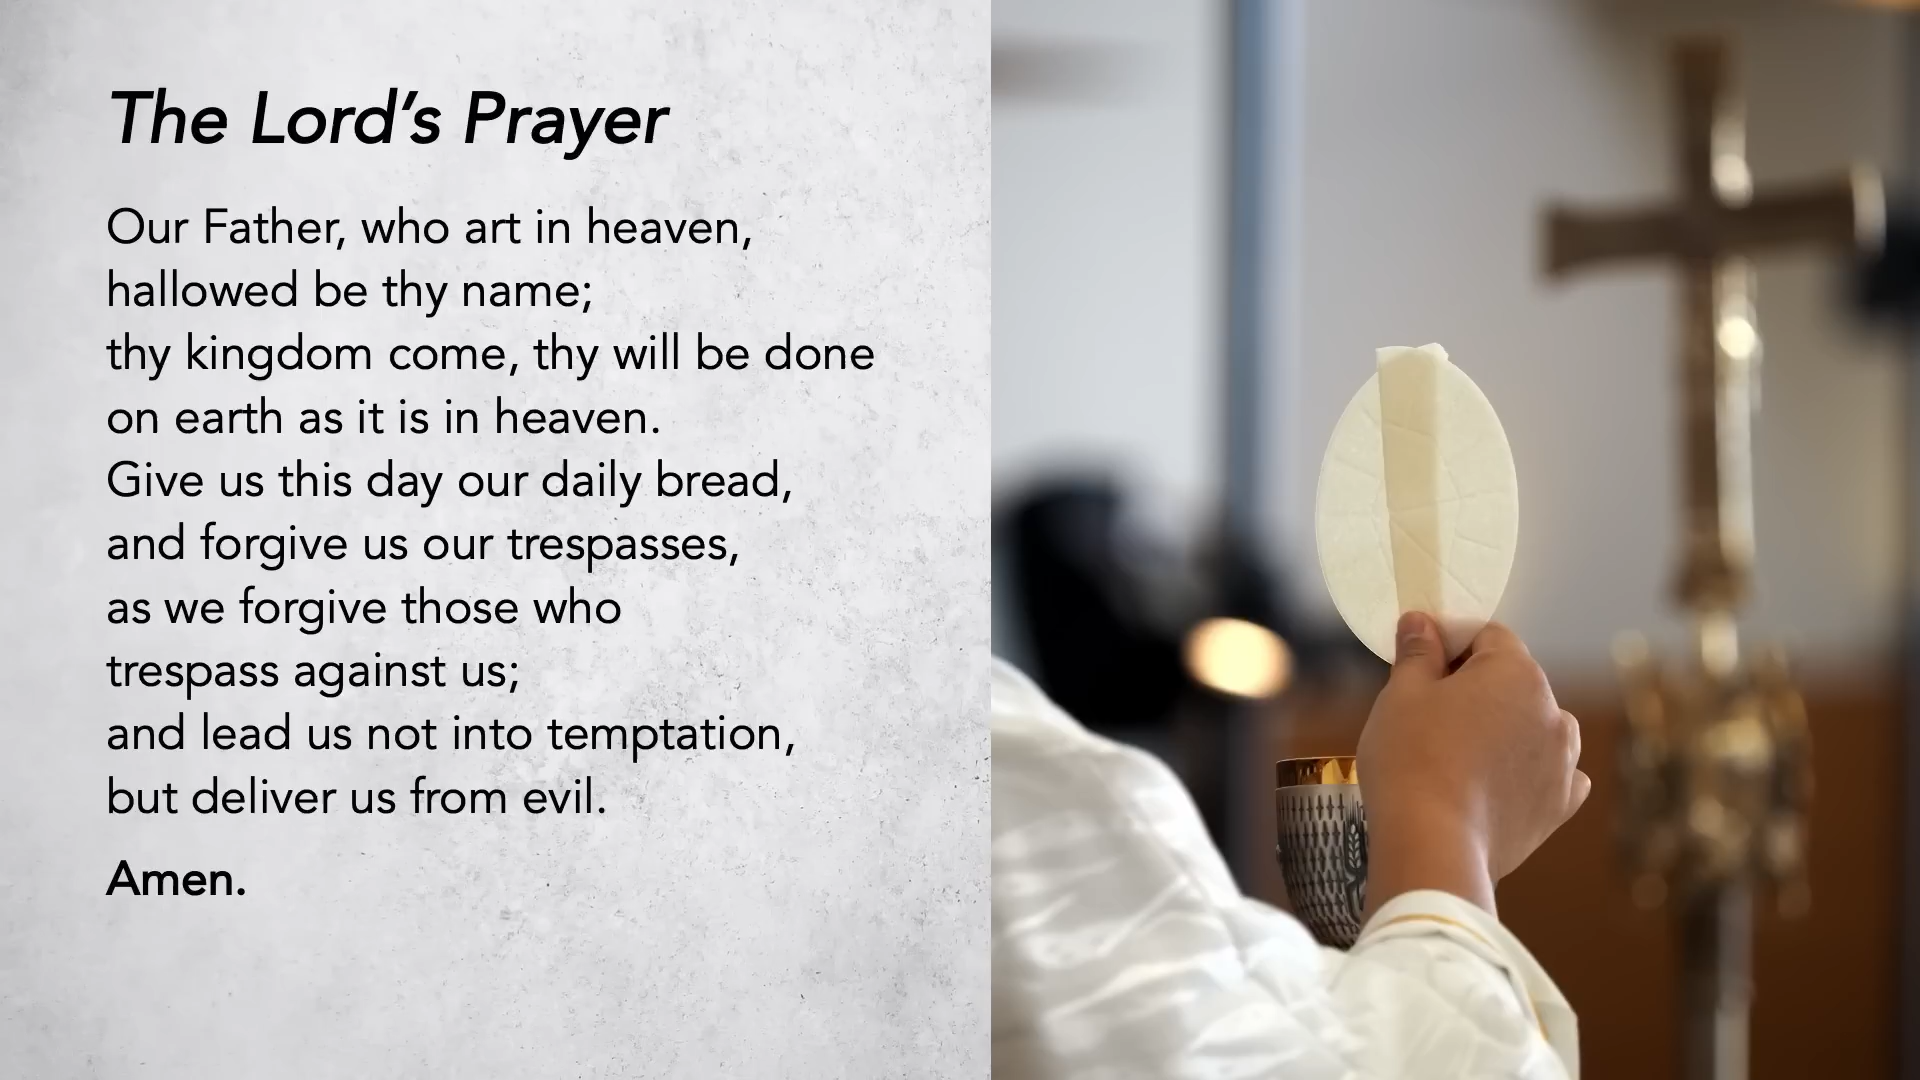 The Lord’s Prayer
Our Father, who art in heaven,
hallowed be thy name;
thy kingdom come, thy will be done
on earth as it is in heaven.
Give us this day our daily bread,
and forgive us our trespasses,
as we forgive those who
trespass against us;
and lead us not into temptation,
but deliver us from evil.
Amen.